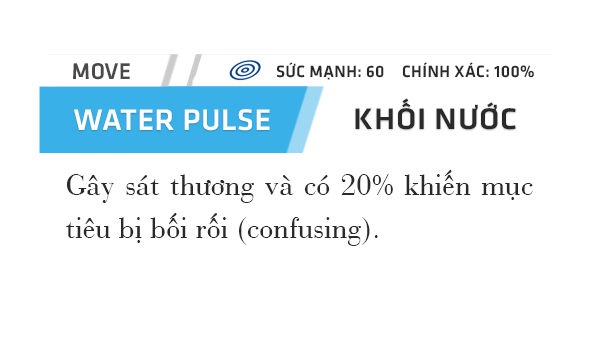 MOVE SỨC MẠNH: 60 CHÍNH XÁC: 100%
WATER PULSE KHỐI NƯỚC
Gây sát thương và có 20% khiến mục
tiêu bị bối rối (confusing).